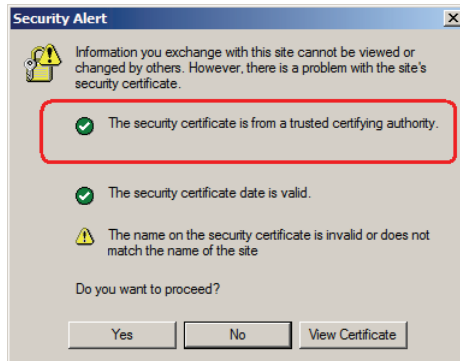 Security Alert
Information you exchange with this site cannot be viewed or
changed by others. However, there is a problem with the site's
security certificate.
The security certificate is from a trusted certifying authority.
The security certificate date is valid.
The name on the security certificate is invalid or does not
match the name of the site
Do you want to proceed?
Yes
No
View Certificate